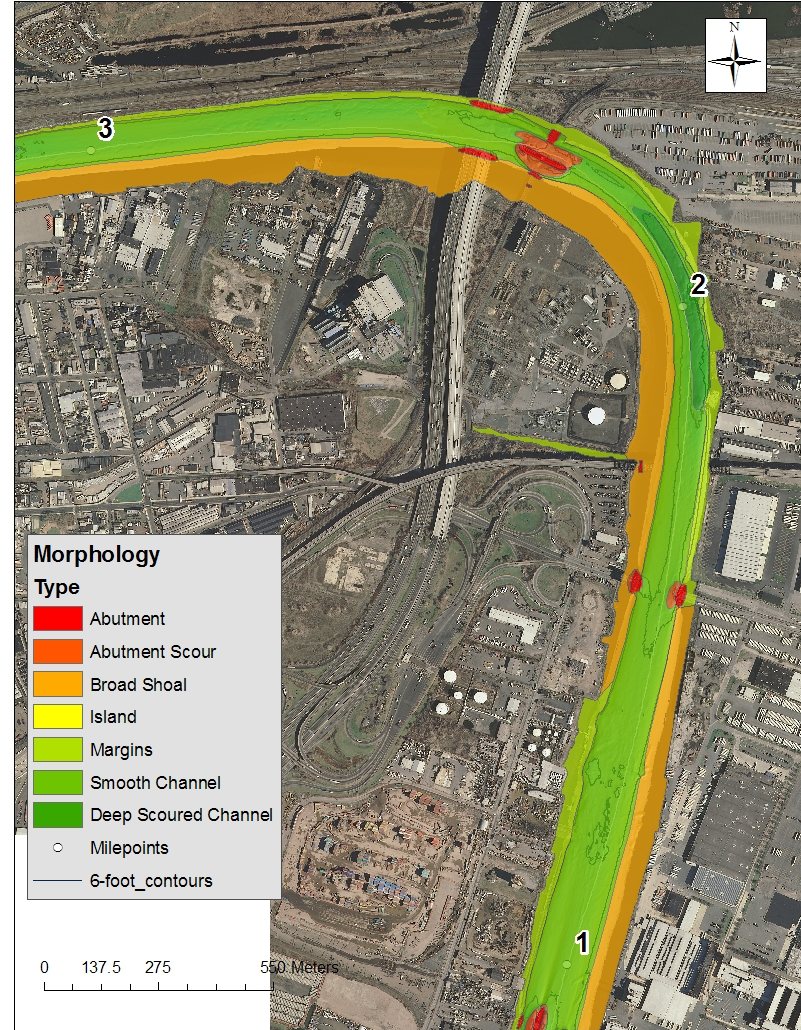 N
3
2
Morphology
Type
Abutment
Abutment Scour
Broad Shoal
Island
Margins
Smooth Channel
Deep Scoured Channel
Milepoints
6-foot_contours
1
0 137.5 275 550 Meters